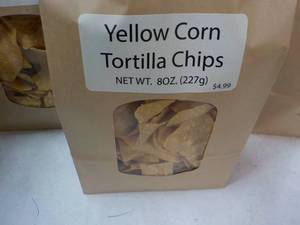 Yellow Corn
Tortilla Chips
NET WT. 8OZ. (227g)
$4.99